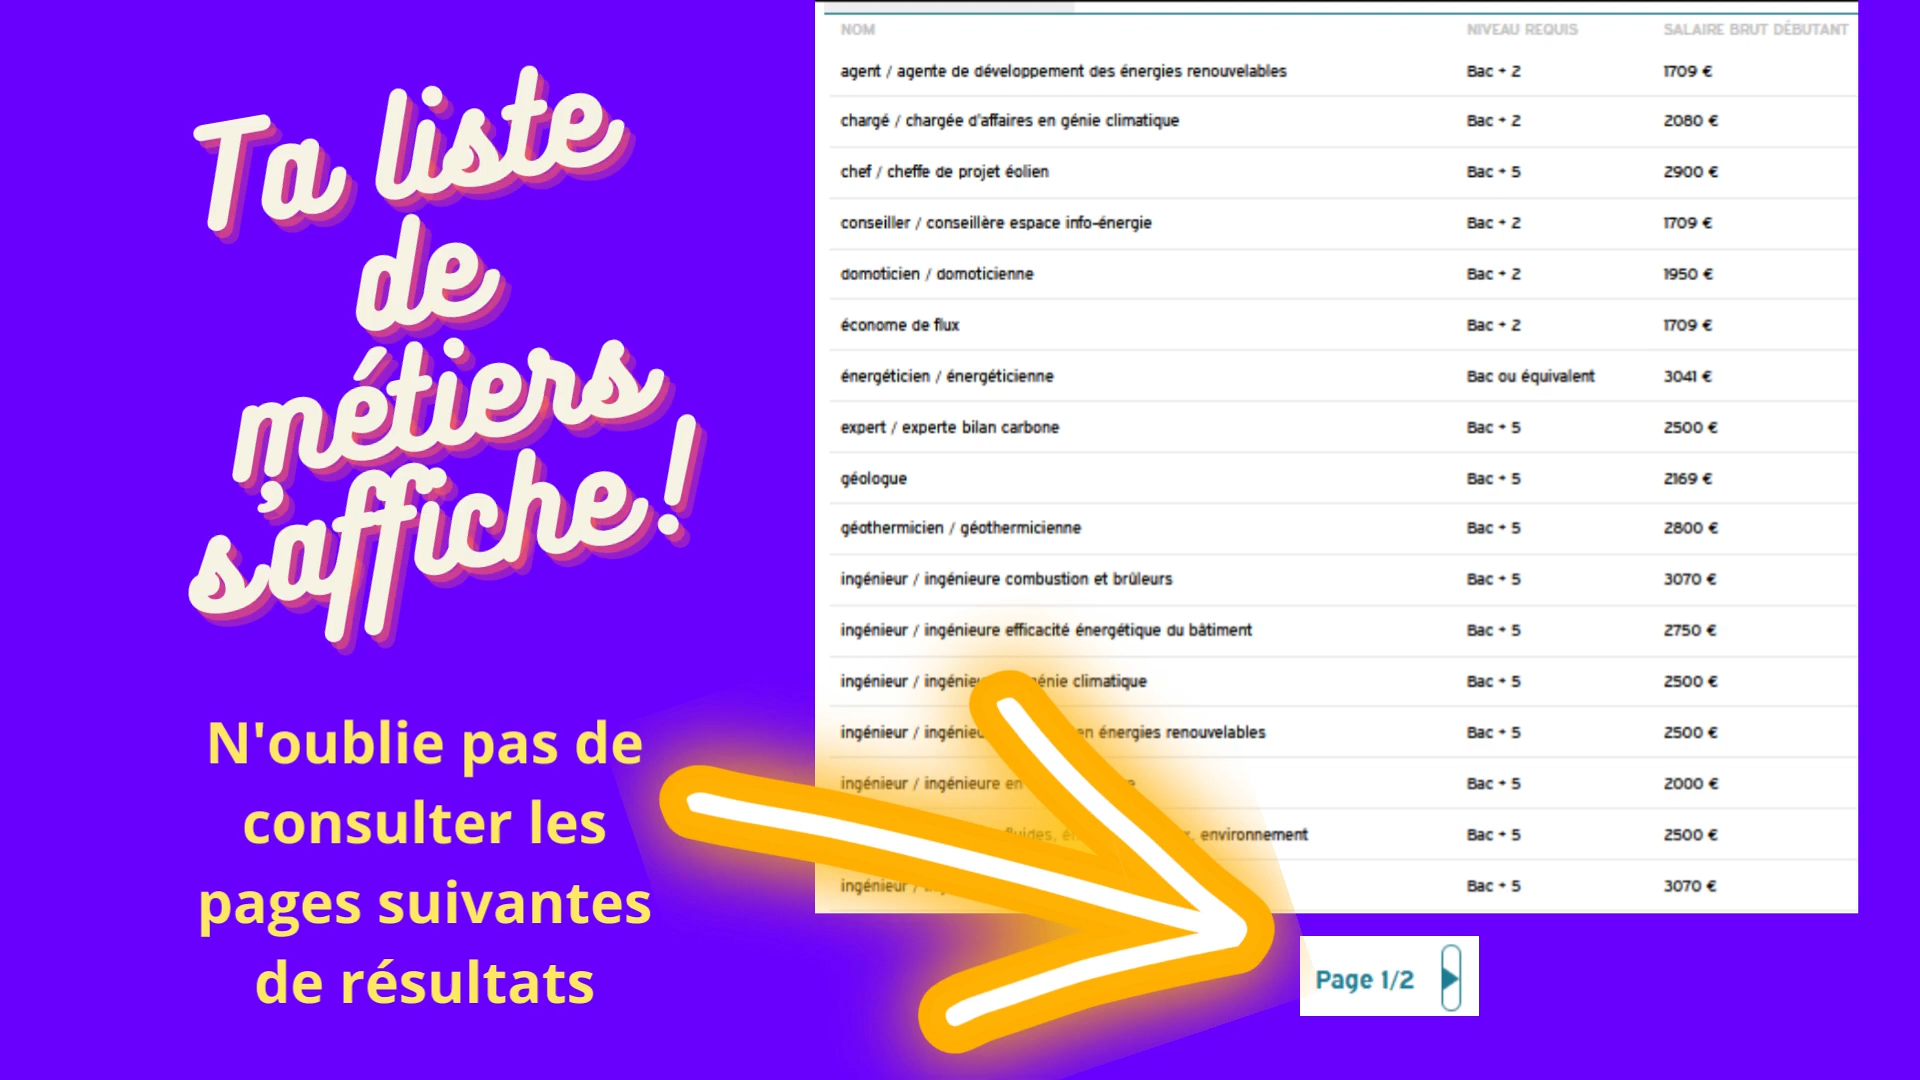 Ta liste
de
métiers
s'affiche!
N'oublie pas de
consulter les
pages suivantes
de résultats
NOM NIVEAU REQUIS SALAIRE BRUT DÉBUTANT
agent / agente de développement des énergies renouvelables Bac + 2 1709 €
chargé / chargée d'affaires en génie climatique Bac + 2 2080 €
chef / cheffe de projet éolien Bac + 5 2900 €
conseiller / conseillère espace info-énergie Bac + 2 1709 €
domoticien / domoticienne Bac + 2 1950 €
économe de flux Bac + 2 1709 €
énergéticien / énergéticienne Bac ou équivalent 3041 €
expert / experte bilan carbone Bac + 5 2500 €
géologue Bac + 5 2169 €
géothermicien / géothermicienne Bac + 5 2800 €
ingénieur / ingénieure combustion et brûleurs Bac + 5 3070 €
ingénieur / ingénieure efficacité énergétique du bâtiment Bac + 5 2750 €
ingénieur / génie climatique Bac + 5 2500 €
ingénieur / en énergies renouvelables Bac + 5 2500 €
ingénieur / ingénieure en Bac + 5 2000 €
fluides, environnement Bac + 5 2500 €
ingénieur / Bac + 5 3070 €
Page 1/2